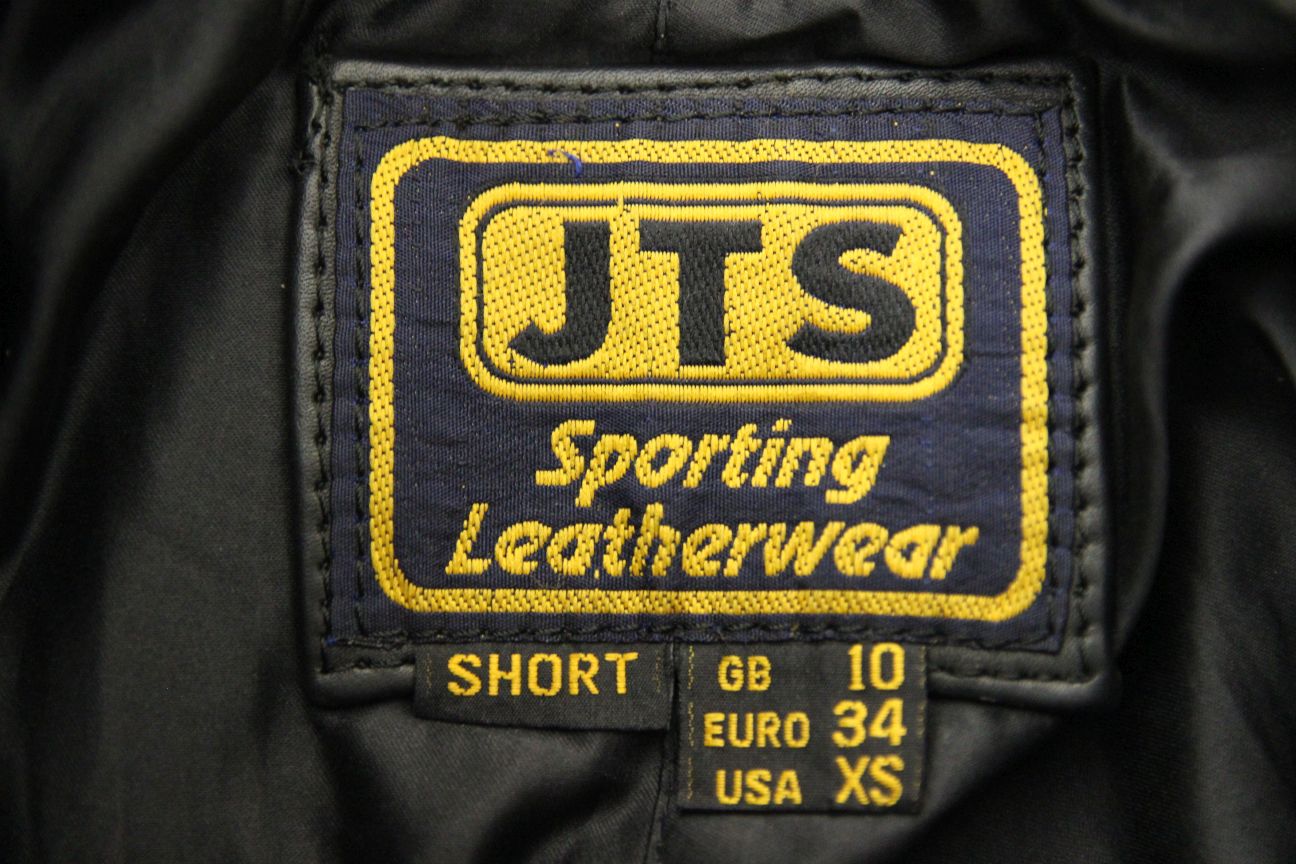 JTS
Sporting
Leatherwear
SHORT
GB 10
EURO 34
USA XS